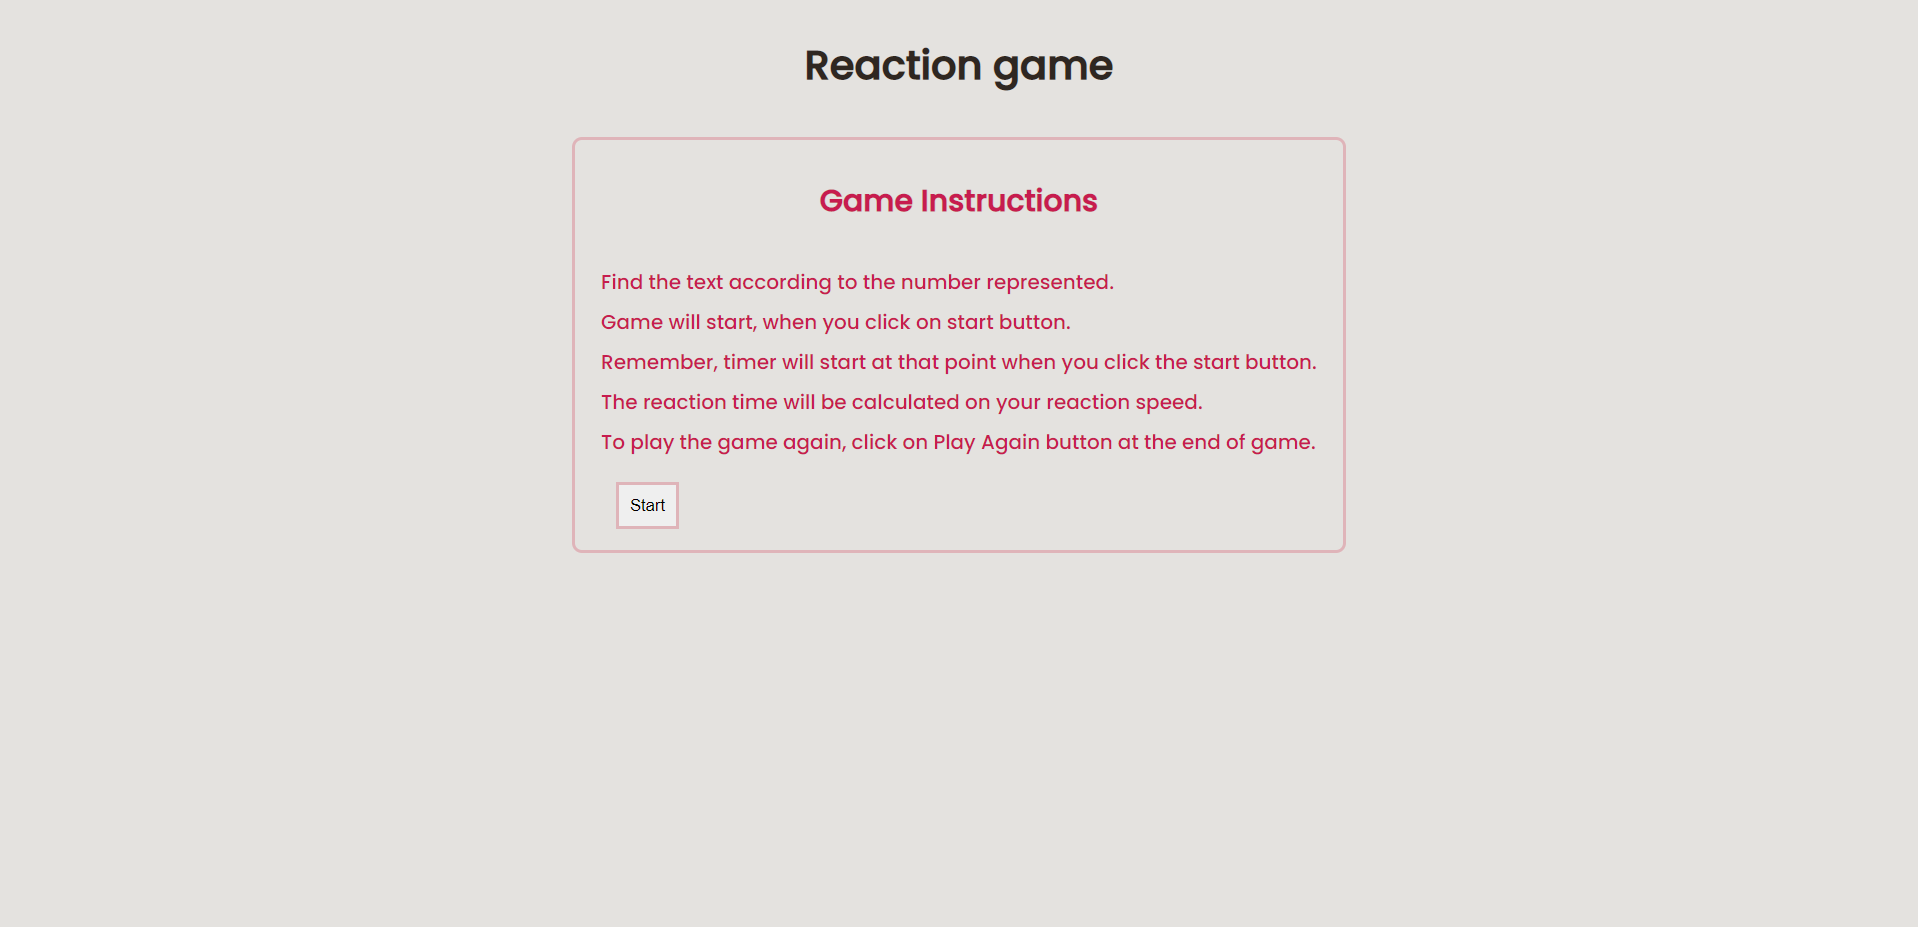 Reaction game
Game Instructions
Find the text according to the number represented.
Game will start, when you click on start button.
Remember, timer will start at that point when you click the start button.
The reaction time will be calculated on your reaction speed.
To play the game again, click on Play Again button at the end of game.
Start